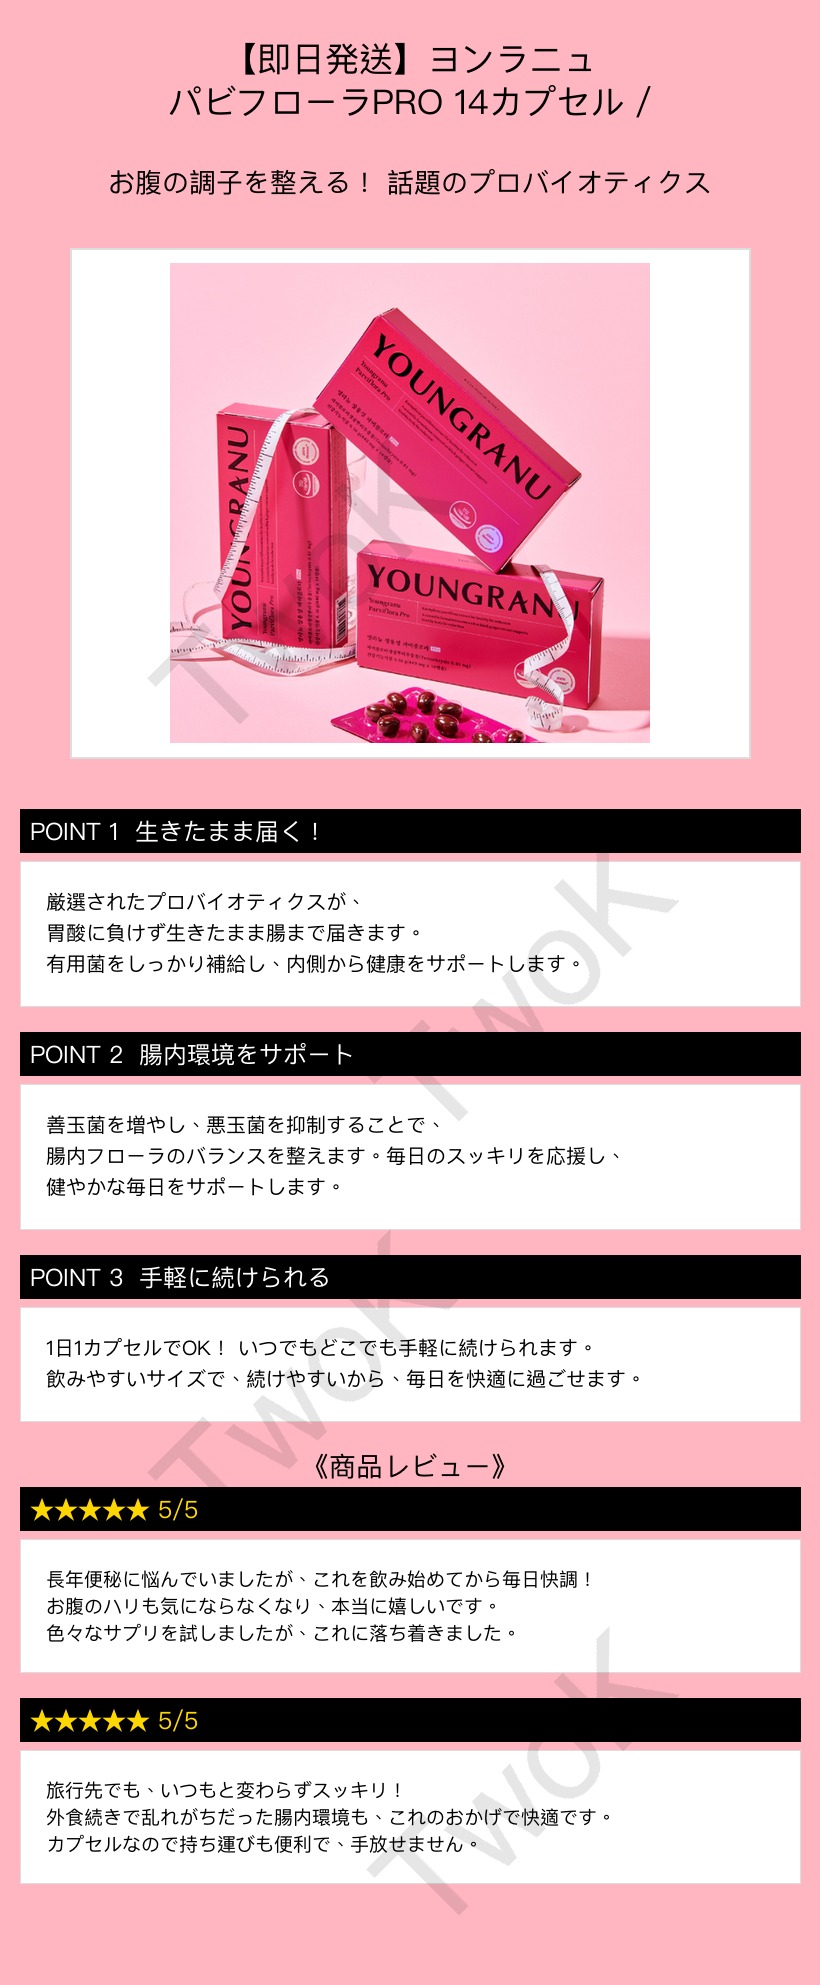 【即日発送】ヨンラニュ
パビフローラPRO 14カプセル /
お腹の調子を整える！ 話題のプロバイオティクス
YOUNGRANU
Youngranu
Parviflora Pro
YOUNGRANU
Youngranu
Parviflora Pro
YOUNGRANU
Youngranu
Parviflora Pro
TwoK
POINT 1 生きたまま届く！
厳選されたプロバイオティクスが、
胃酸に負けず生きたまま腸まで届きます。
有用菌をしっかり補給し、内側から健康をサポートします。
TwoK
POINT 2 腸内環境をサポート
善玉菌を増やし、悪玉菌を抑制することで、
腸内フローラのバランスを整えます。毎日のスッキリを応援し、
健やかな毎日をサポートします。
POINT 3 手軽に続けられる
1日1カプセルでOK！ いつでもどこでも手軽に続けられます。
飲みやすいサイズで、続けやすいから、毎日を快適に過ごせます。
TwoK
《商品レビュー》
★★★★★ 5/5
長年便秘に悩んでいましたが、これを飲み始めてから毎日快調！
お腹のハリも気にならなくなり、本当に嬉しいです。
色々なサプリを試しましたが、これに落ち着きました。
★★★★★ 5/5
旅行先でも、いつもと変わらずスッキリ！
外食続きで乱れがちだった腸内環境も、これのおかげで快適です。
カプセルなので持ち運びも便利で、手放せません。
TwoK